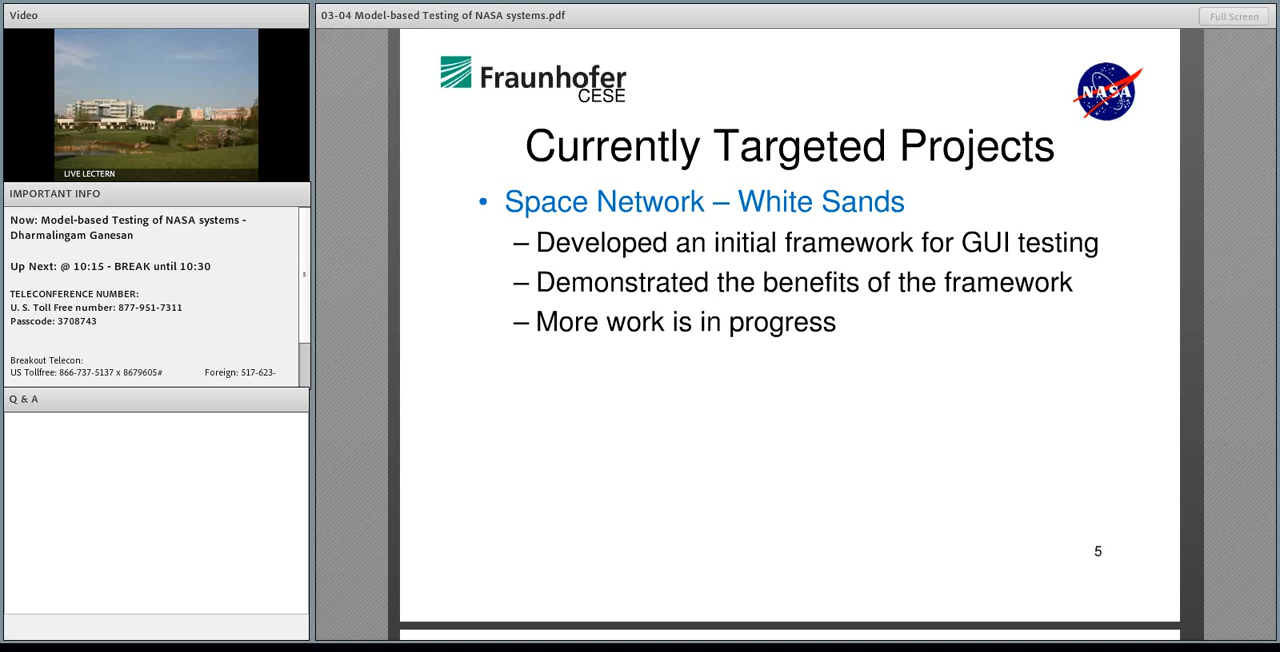 Video
LIVE LECTERN
IMPORTANT INFO
Now: Model-based Testing of NASA systems -
Dharmalingam Ganesan
Up Next: @ 10:15 - BREAK until 10:30
TELECONFERENCE NUMBER:
U. S. Toll Free number: 877-951-7311
Passcode: 3708743
Breakout Telecon:
US Tollfree: 866-737-5137 x 8679605# Foreign: 517-623-
Q & A
03-04 Model-based Testing of NASA systems.pdf
Full Screen
Fraunhofer
CESE
NASA
Currently Targeted Projects
• Space Network – White Sands
– Developed an initial framework for GUI testing
– Demonstrated the benefits of the framework
– More work is in progress
5